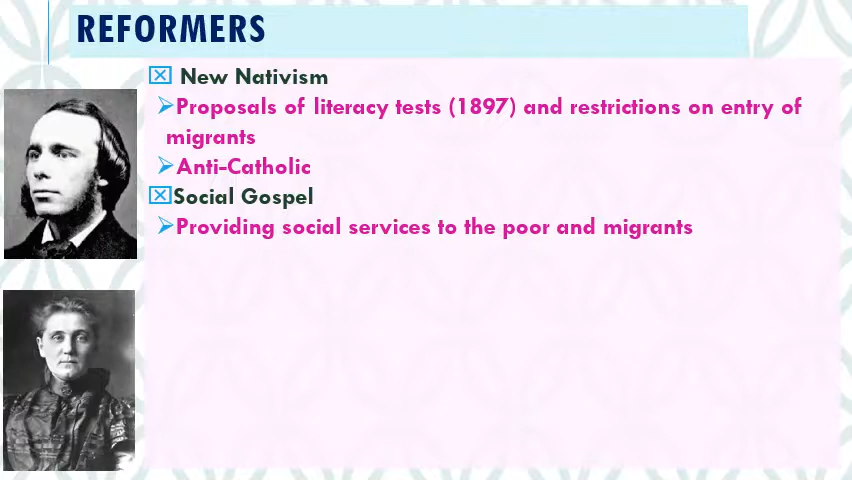 REFORMERS
New Nativism
Proposals of literacy tests (1897) and restrictions on entry of
migrants
Anti-Catholic
Social Gospel
Providing social services to the poor and migrants